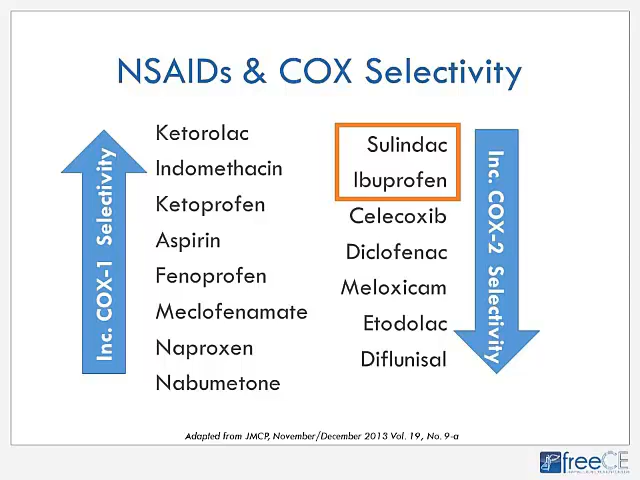 NSAIDs & COX Selectivity
Inc. COX-1 Selectivity
Ketorolac
Indomethacin
Ketoprofen
Aspirin
Fenoprofen
Meclofenamate
Naproxen
Nabumetone
Sulindac
Ibuprofen
Celecoxib
Diclofenac
Meloxicam
Etodolac
Diflunisal
Inc. COX-2 Selectivity
Adapted from JMCP, November/December 2013 Vol. 19, No. 9-a
freeCE